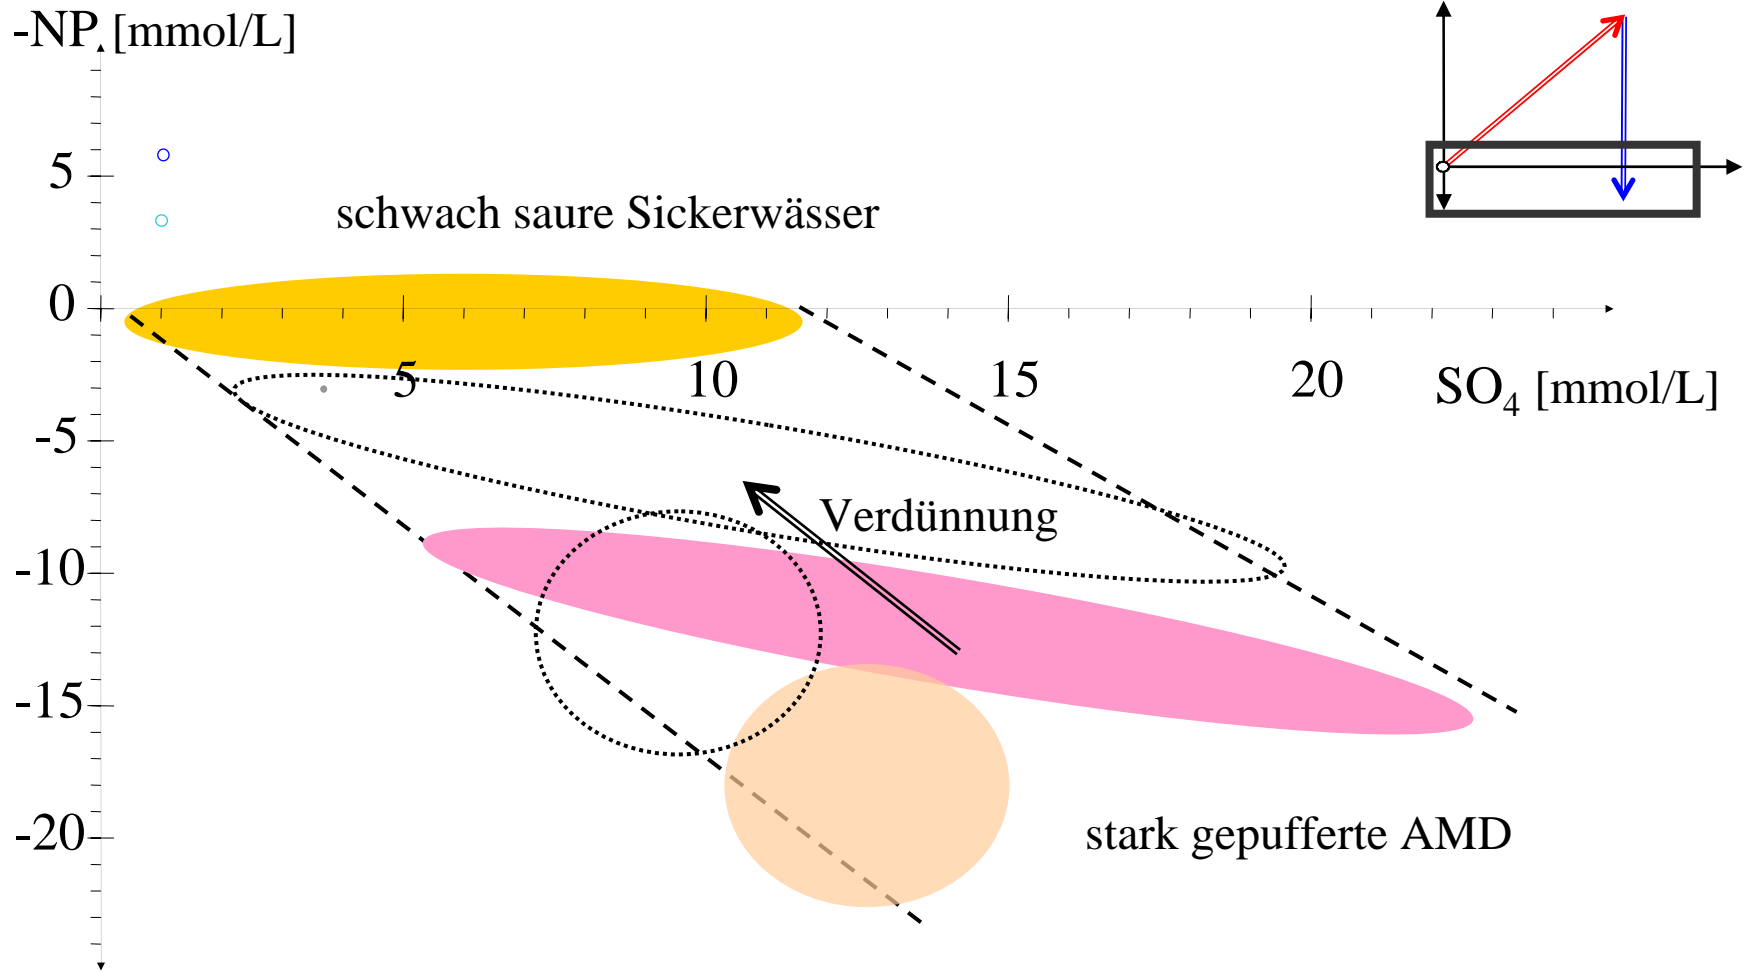 -NP [mmol/L]
5
schwach saure Sickerwässer
0
5 10 15 20 SO₄ [mmol/L]
-5
Verdünnung
-10
-15
-20
stark gepufferte AMD